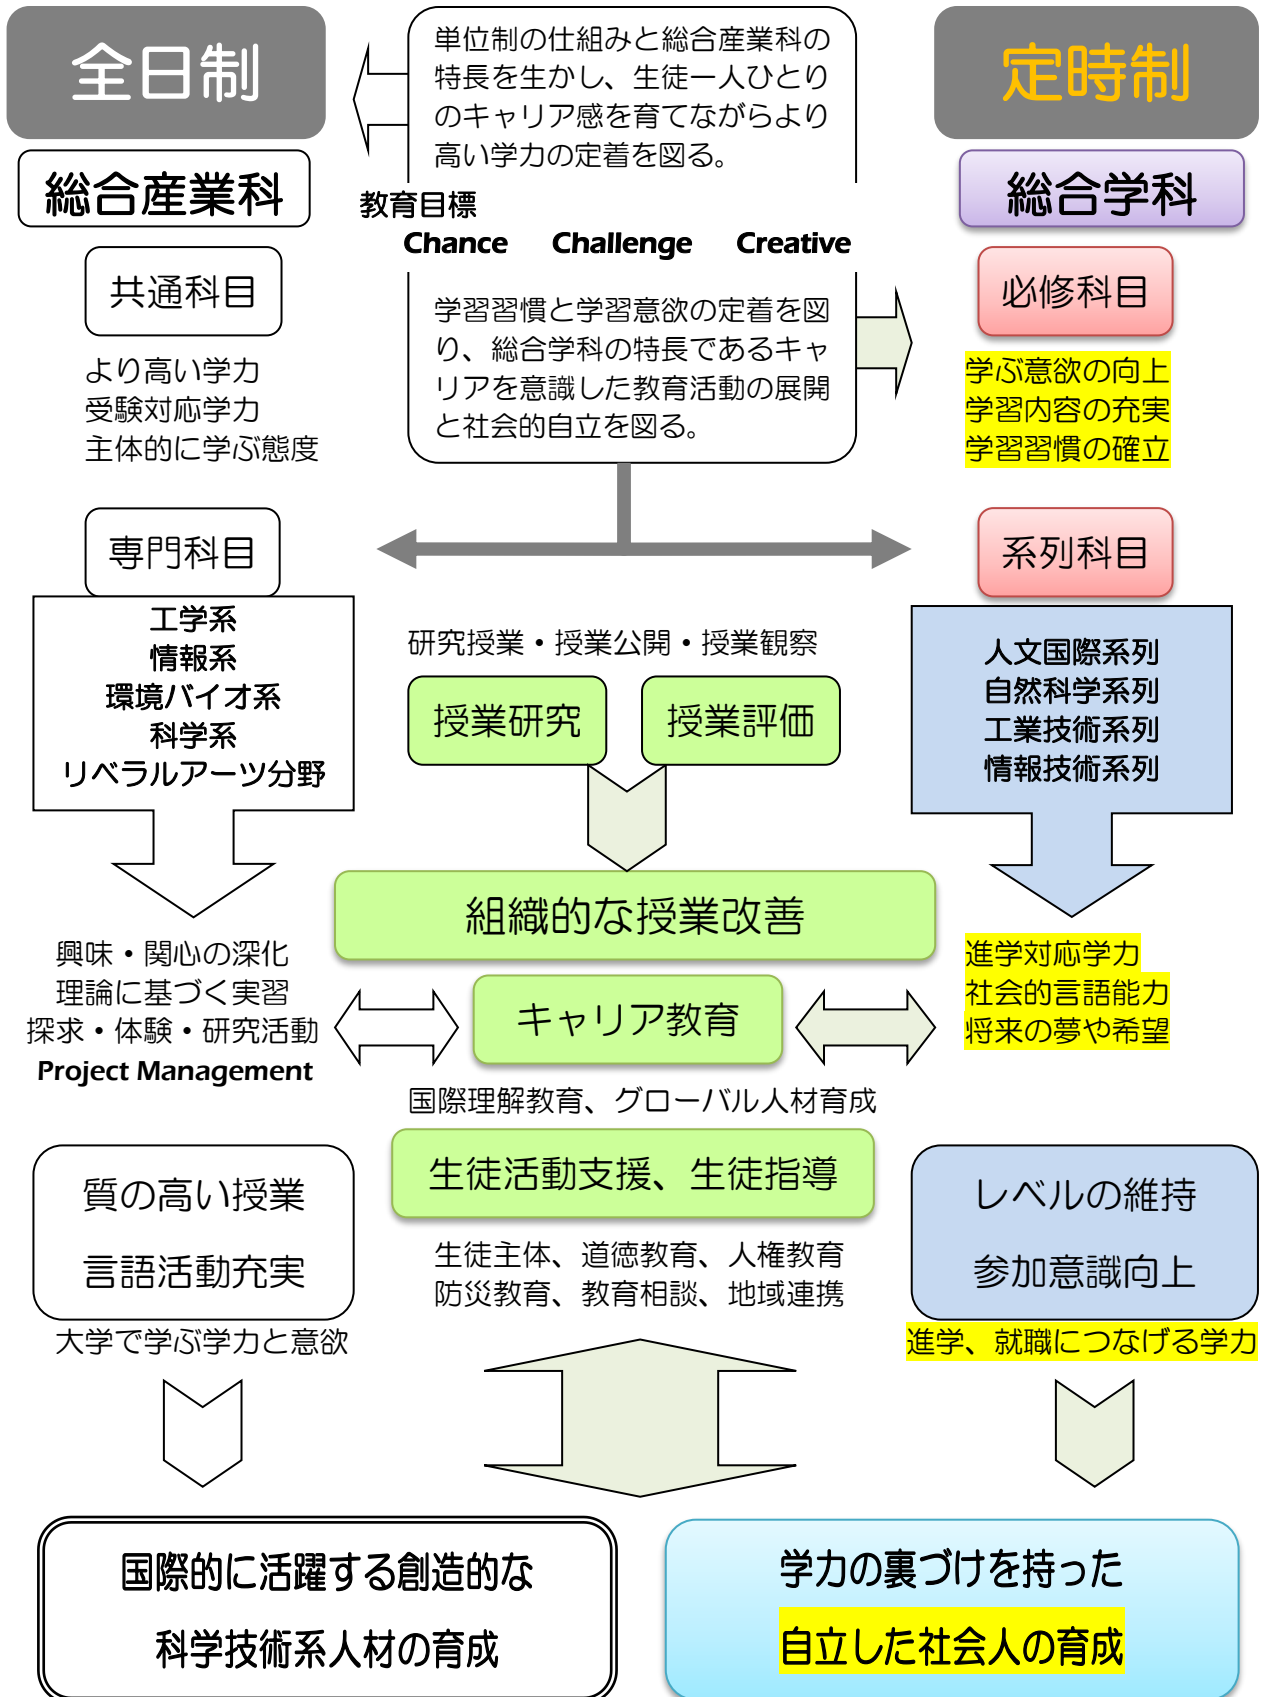 全日制
総合産業科
共通科目
より高い学力
受験対応学力
主体的に学ぶ態度
専門科目
工学系
情報系
環境バイオ系
科学系
リベラルアーツ分野
興味・関心の深化
理論に基づく実習
探求・体験・研究活動
Project Management
質の高い授業
言語活動充実
大学で学ぶ学力と意欲
国際的に活躍する創造的な
科学技術系人材の育成
単位制の仕組みと総合産業科の
特長を生かし、生徒一人ひとり
のキャリア感を育てながらより
高い学力の定着を図る。
教育目標
Chance Challenge Creative
学習習慣と学習意欲の定着を図
り、総合学科の特長であるキャ
リアを意識した教育活動の展開
と社会的自立を図る。
研究授業・授業公開・授業観察
授業研究
授業評価
組織的な授業改善
キャリア教育
国際理解教育、グローバル人材育成
生徒活動支援、生徒指導
生徒主体、道徳教育、人権教育
防災教育、教育相談、地域連携
定時制
総合学科
必修科目
学ぶ意欲の向上
学習内容の充実
学習習慣の確立
系列科目
人文国際系列
自然科学系列
工業技術系列
情報技術系列
進学対応学力
社会的言語能力
将来の夢や希望
レベルの維持
参加意識向上
進学、就職につなげる学力
学力の裏づけを持った
自立した社会人の育成